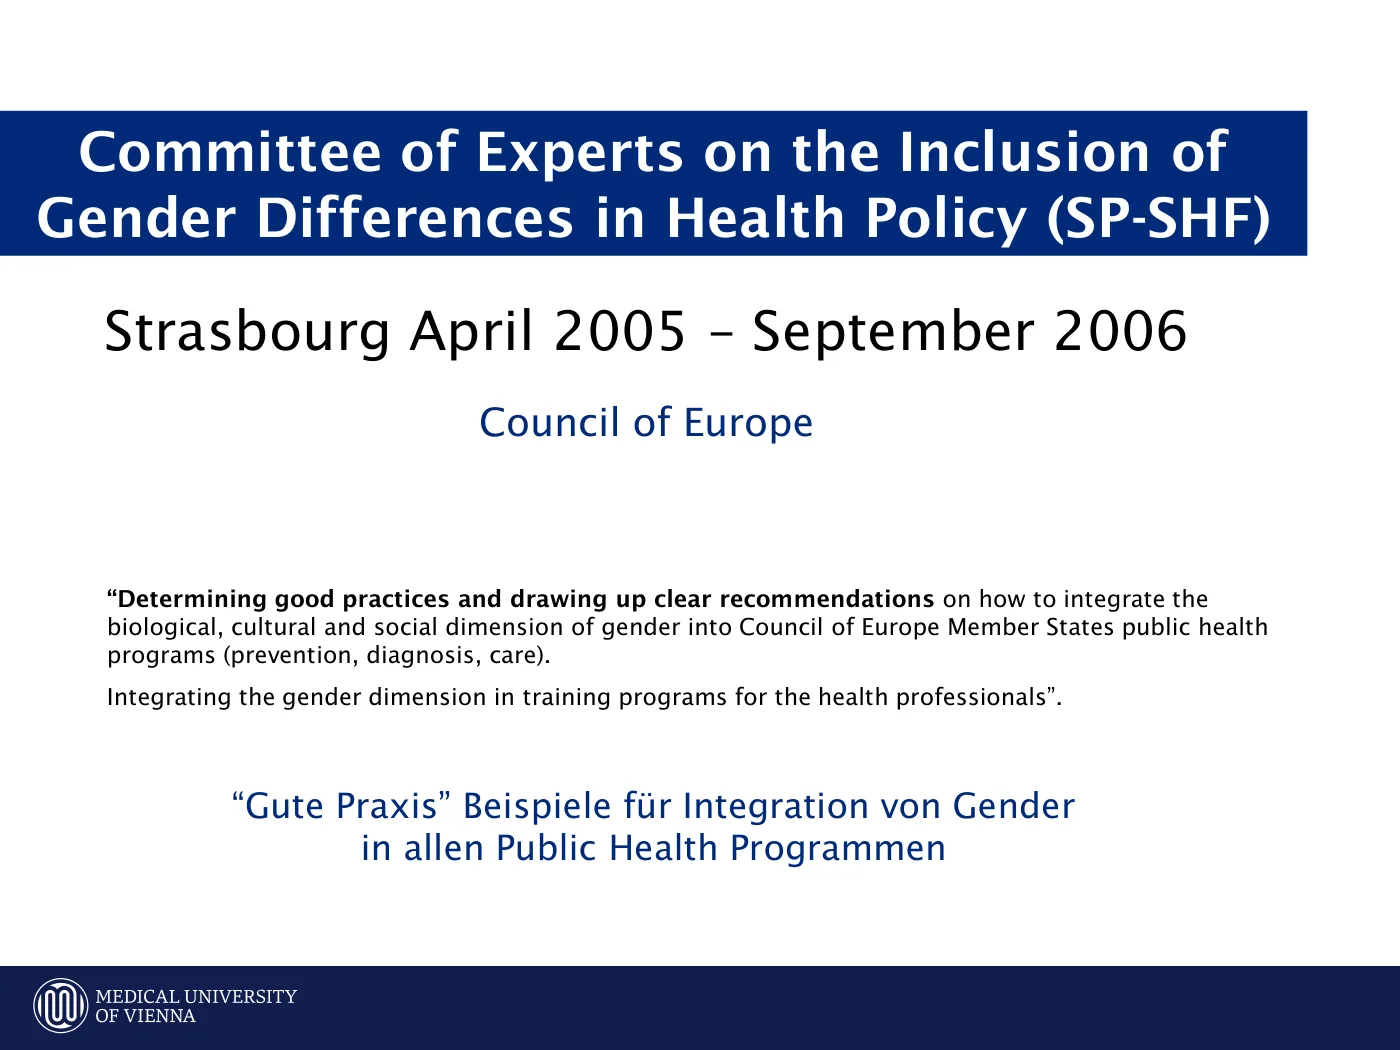 Committee of Experts on the Inclusion of
Gender Differences in Health Policy (SP-SHF)
Strasbourg April 2005 – September 2006
Council of Europe
“Determining good practices and drawing up clear recommendations on how to integrate the
biological, cultural and social dimension of gender into Council of Europe Member States public health
programs (prevention, diagnosis, care).
Integrating the gender dimension in training programs for the health professionals”.
“Gute Praxis” Beispiele für Integration von Gender
in allen Public Health Programmen
MEDICAL UNIVERSITY
OF VIENNA